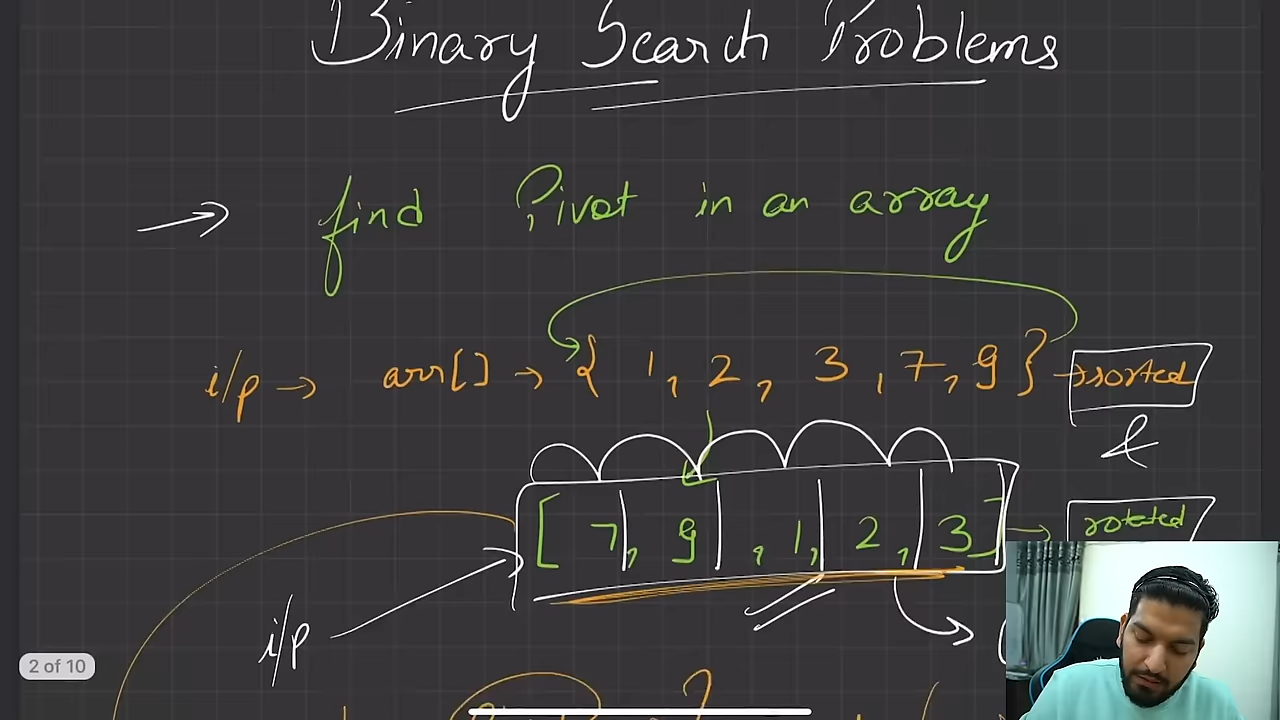 Binary Search Problems
find Pivot in an array
i/p → arr[] → { 1, 2, 3, 7, 9 } → sorted
&
[ 7, 9, 1, 2, 3 ] → rotated
i/p
2 of 10
?